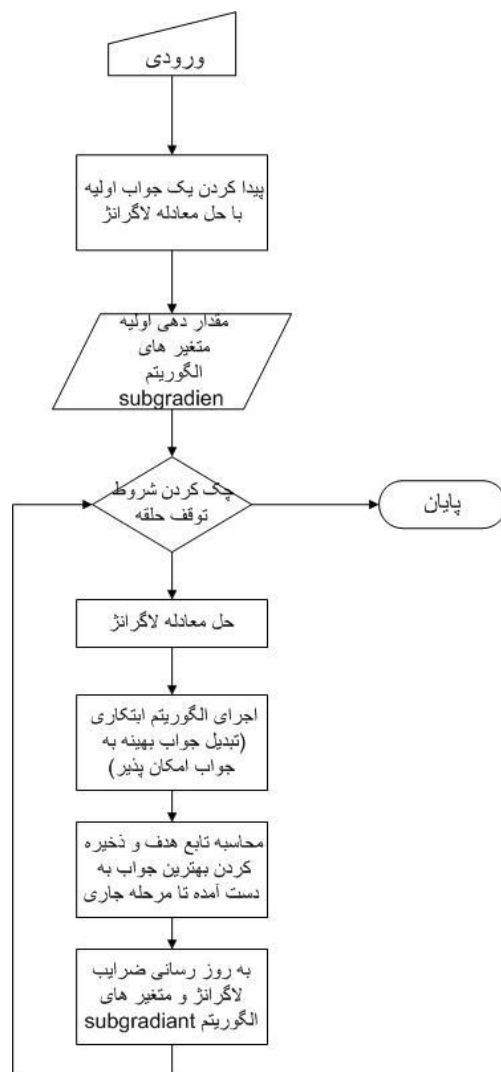 ورودی
پیدا کردن یک جواب اولیه
با حل معادله لاگرانژ
مقدار دهی اولیه
متغیر های
الگوریتم
subgradien
چک کردن شروط
توقف حلقه
پایان
حل معادله لاگرانژ
اجرای الگوریتم ابتکاری
(تبدیل جواب بهینه به
جواب امکان پذیر)
محاسبه تابع هدف و ذخیره
کردن بهترین جواب به
دست آمده تا مرحله جاری
به روز رسانی ضرایب
لاگرانژ و متغیر های
الگوریتم subgradiant